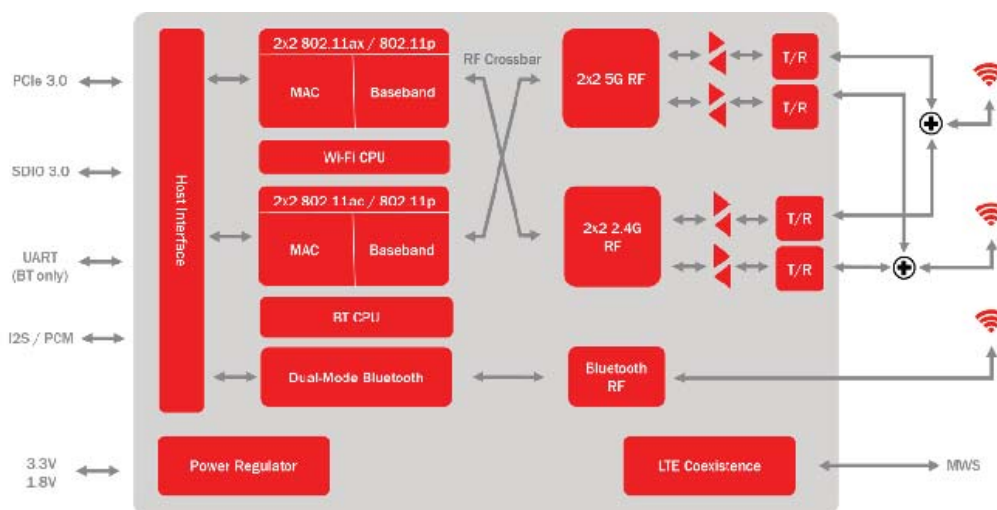 PCIe 3.0
SDIO 3.0
UART
(BT only)
I2S / PCM
3.3V
1.8V
Host Interface
2x2 802.11ax / 802.11p
MAC
Baseband
Wi-Fi CPU
2x2 802.11ac / 802.11p
MAC
Baseband
BT CPU
Dual-Mode Bluetooth
Power Regulator
RF Crossbar
2x2 5G RF
T/R
T/R
2x2 2.4G
RF
T/R
T/R
Bluetooth
RF
LTE Coexistence
MWS